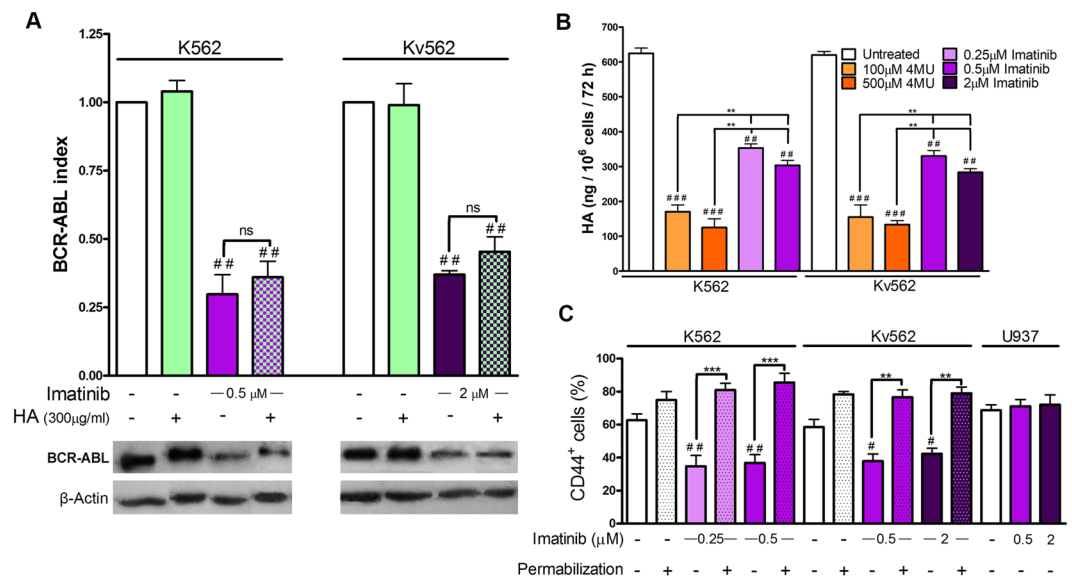 A
K562
Kv562
BCR-ABL index
1.25
1.00
0.75
0.50
0.25
0.00
ns
ns
## ## ## ##
Imatinib - - —0.5 μM— - - —2 μM—
HA (300μg/ml) - + - + - + - +
BCR-ABL
β-Actin
B
HA (ng / 10⁶ cells / 72 h)
700
600
500
400
300
200
100
0
Untreated
100μM 4MU
500μM 4MU
0.25μM Imatinib
0.5μM Imatinib
2μM Imatinib
** **
** **
### ### ## ## ### ### ## ##
K562 Kv562
C
K562 Kv562 U937
CD44⁺ cells (%)
100
80
60
40
20
0
*** *** ** **
## ## # #
Imatinib (μM) - - —0.25— —0.5— - - —0.5— —2— - 0.5 2
Permabilization - + - + - + - + - + - +